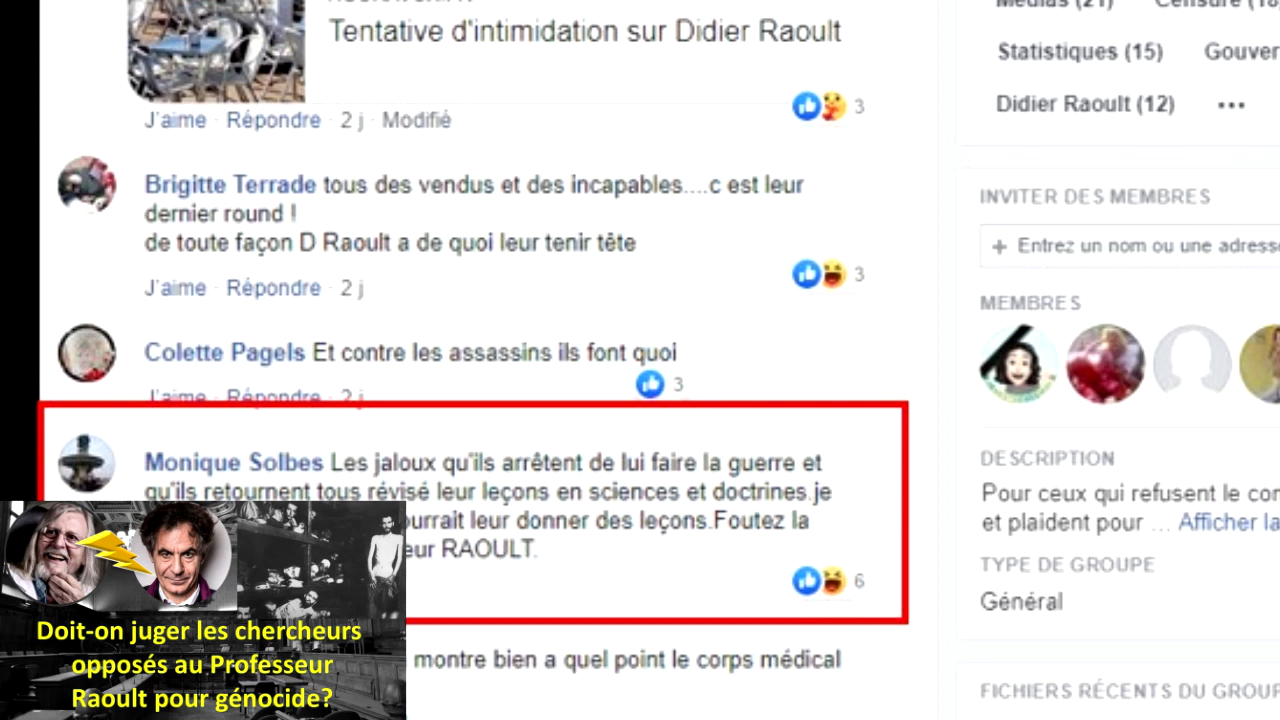 Tentative d'intimidation sur Didier Raoult
J'aime · Répondre · 2 j · Modifié
3
Brigitte Terrade tous des vendus et des incapables....c est leur
dernier round !
de toute façon D Raoult a de quoi leur tenir tête
3
J'aime · Répondre · 2 j
Colette Pagels Et contre les assassins ils font quoi
3
J'aime · Répondre · 2 j
Monique Solbes Les jaloux qu'ils arrêtent de lui faire la guerre et
qu'ils retournent tous révisé leur leçons en sciences et doctrines.je
leur donner des leçons.Foutez la
RAOULT.
6
montre bien a quel point le corps médical
Doit-on juger les chercheurs
opposés au Professeur
Raoult pour génocide?
Médias (21)
Statistiques (15)
Didier Raoult (12) ...
INVITER DES MEMBRES
+ Entrez un nom ou une
MEMBRES
DESCRIPTION
Pour ceux qui refusent le
et plaident pour ... Afficher la
TYPE DE GROUPE
Général
FICHIERS RÉCENTS DU